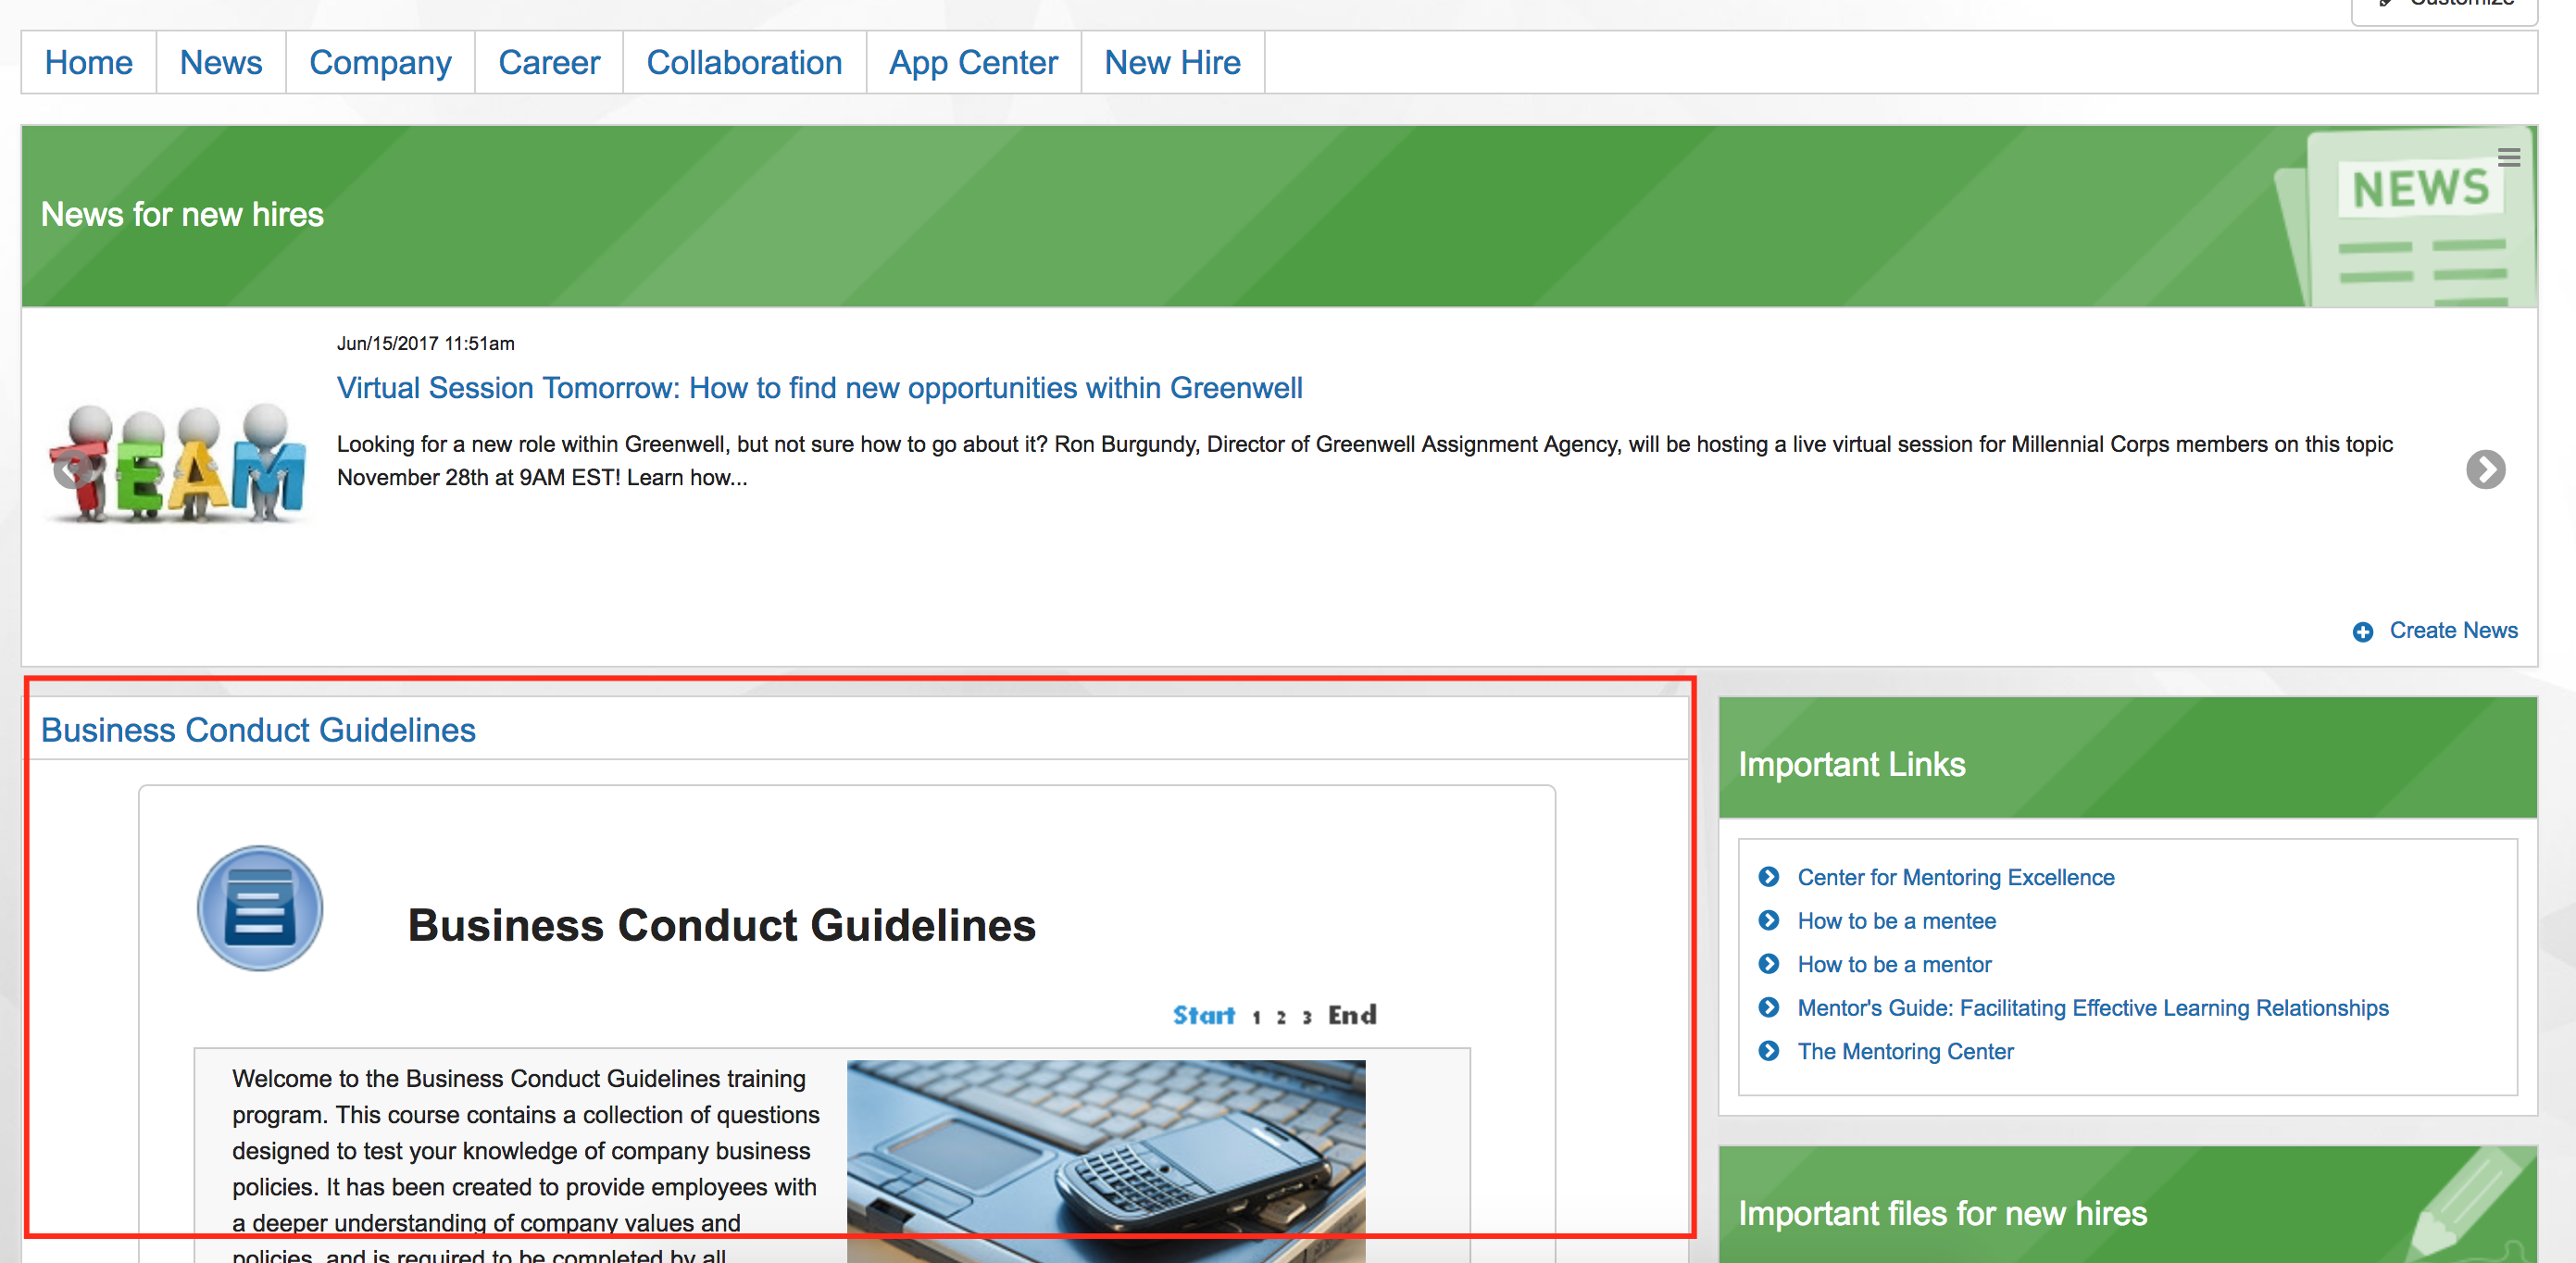 Customize
Home News Company Career Collaboration App Center New Hire
News for new hires
NEWS
Jun/15/2017 11:51am
Virtual Session Tomorrow: How to find new opportunities within Greenwell
Looking for a new role within Greenwell, but not sure how to go about it? Ron Burgundy, Director of Greenwell Assignment Agency, will be hosting a live virtual session for Millennial Corps members on this topic
November 28th at 9AM EST! Learn how...
TEAM
Create News
Business Conduct Guidelines
Business Conduct Guidelines
Start 1 2 3 End
Welcome to the Business Conduct Guidelines training
program. This course contains a collection of questions
designed to test your knowledge of company business
policies. It has been created to provide employees with
a deeper understanding of company values and
policies, and is required to be completed by all
Important Links
Center for Mentoring Excellence
How to be a mentee
How to be a mentor
Mentor's Guide: Facilitating Effective Learning Relationships
The Mentoring Center
Important files for new hires